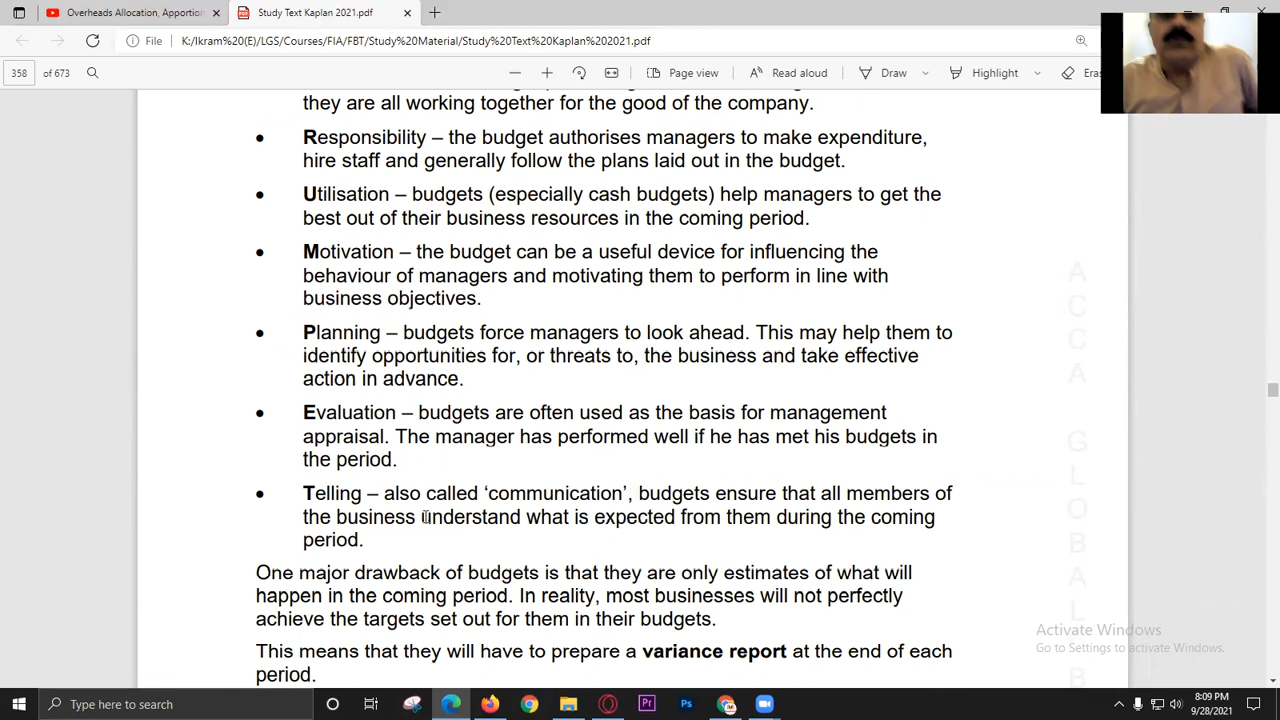 Overheads Allocation, Apportion
Study Text Kaplan 2021.pdf
File
K:/Ikram%20(E)/LGS/Courses/FIA/FBT/Study%20Material/Study%20Text%20Kaplan%202021.pdf
358 of 673
Page view
Read aloud
Draw
Highlight
Eras
they are all working together for the good of the company.
• Responsibility – the budget authorises managers to make expenditure,
hire staff and generally follow the plans laid out in the budget.
• Utilisation – budgets (especially cash budgets) help managers to get the
best out of their business resources in the coming period.
• Motivation – the budget can be a useful device for influencing the
behaviour of managers and motivating them to perform in line with
business objectives.
• Planning – budgets force managers to look ahead. This may help them to
identify opportunities for, or threats to, the business and take effective
action in advance.
• Evaluation – budgets are often used as the basis for management
appraisal. The manager has performed well if he has met his budgets in
the period.
• Telling – also called ‘communication’, budgets ensure that all members of
the business understand what is expected from them during the coming
period.
One major drawback of budgets is that they are only estimates of what will
happen in the coming period. In reality, most businesses will not perfectly
achieve the targets set out for them in their budgets.
This means that they will have to prepare a variance report at the end of each
period.
ACCA GLOBAL B
Activate Windows
Go to Settings to activate Windows.
Type here to search
Pr
Ps
8:09 PM
9/28/2021